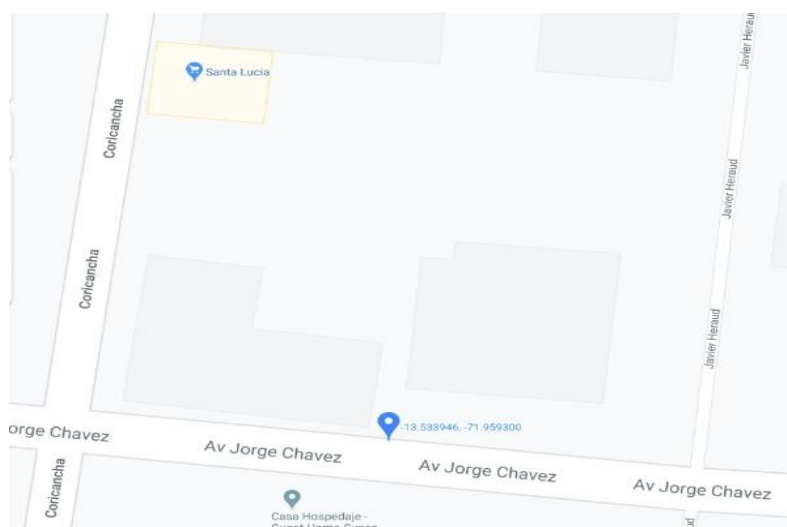 Javier Heraud
Santa Lucia
Coricancha
Javier Heraud
Coricancha
Javier Heraud
-13.533946, -71.959300
orge Chavez
Av Jorge Chavez
Av Jorge Chavez
Av Jorge Chavez
Coricancha
Casa Hospedaje -